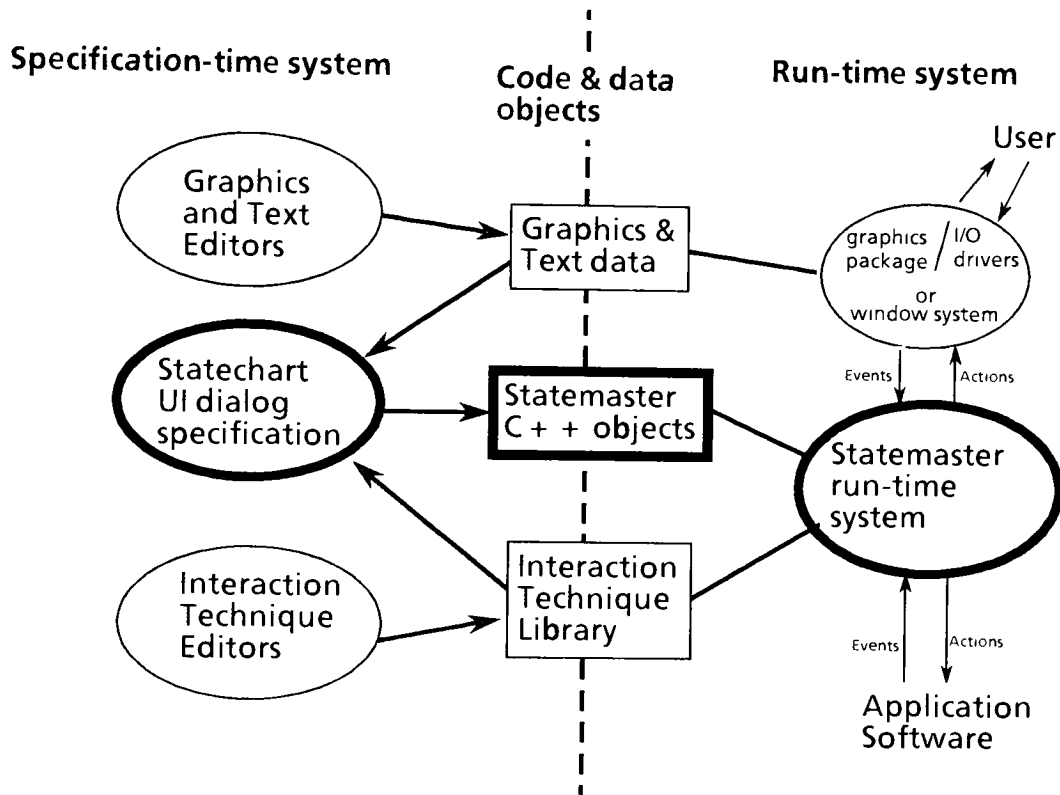 Specification-time system
Code & data
objects
Run-time system
User
Graphics
and Text
Editors
Graphics &
Text data
graphics
package
/
I/O
drivers
or
window system
Events
Actions
Statechart
UI dialog
specification
Statemaster
C + + objects
Statemaster
run-time
system
Interaction
Technique
Editors
Interaction
Technique
Library
Events
Actions
Application
Software